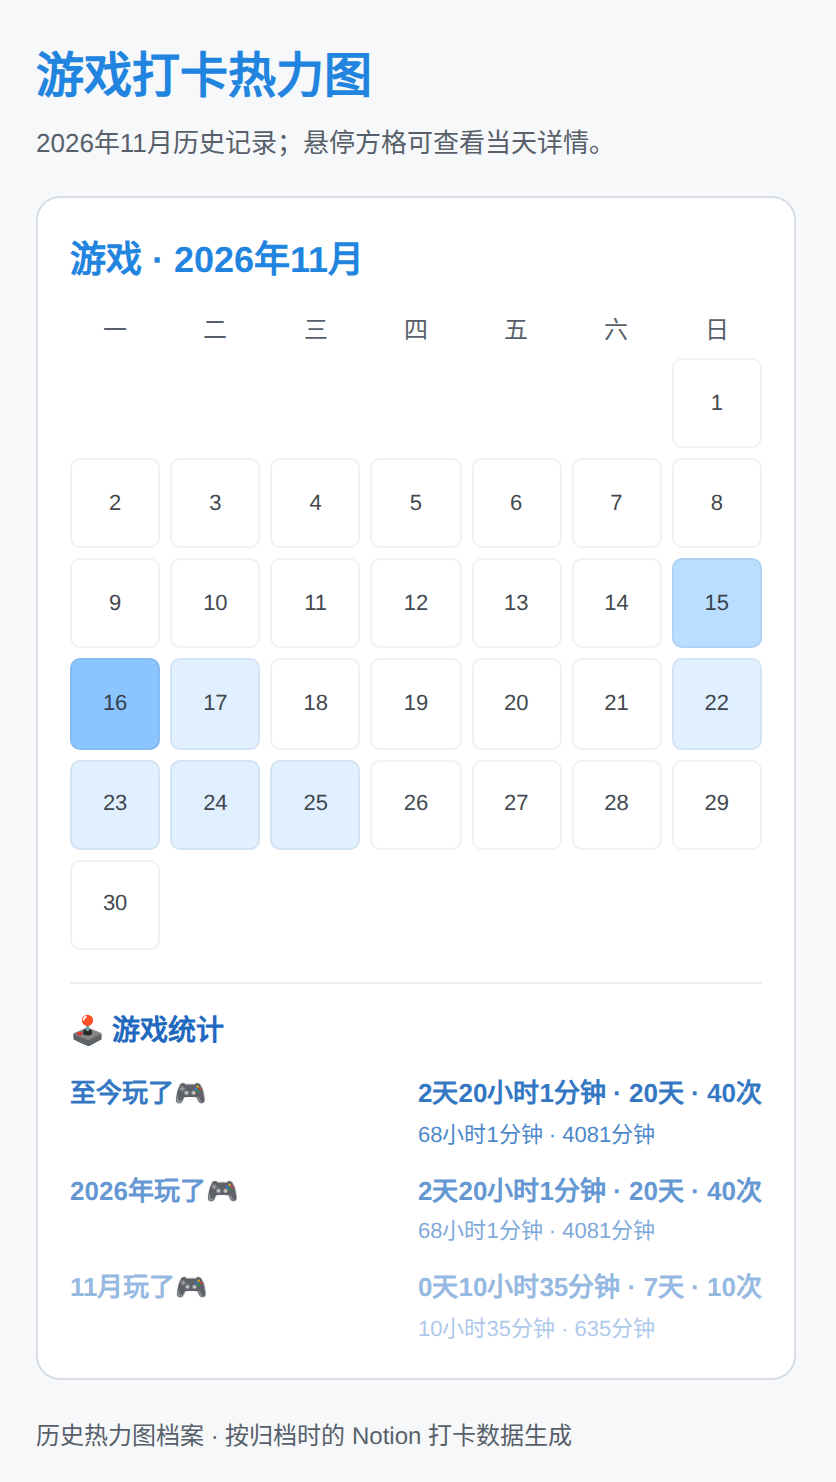 游戏打卡热力图
2026年11月历史记录；悬停方格可查看当天详情。
游戏 · 2026年11月
一 二 三 四 五 六 日
1
2 3 4 5 6 7 8
9 10 11 12 13 14 15
16 17 18 19 20 21 22
23 24 25 26 27 28 29
30
🕹️ 游戏统计
至今玩了🎮 2天20小时1分钟 · 20天 · 40次
68小时1分钟 · 4081分钟
2026年玩了🎮 2天20小时1分钟 · 20天 · 40次
68小时1分钟 · 4081分钟
11月玩了🎮 0天10小时35分钟 · 7天 · 10次
10小时35分钟 · 635分钟
历史热力图档案 · 按归档时的 Notion 打卡数据生成